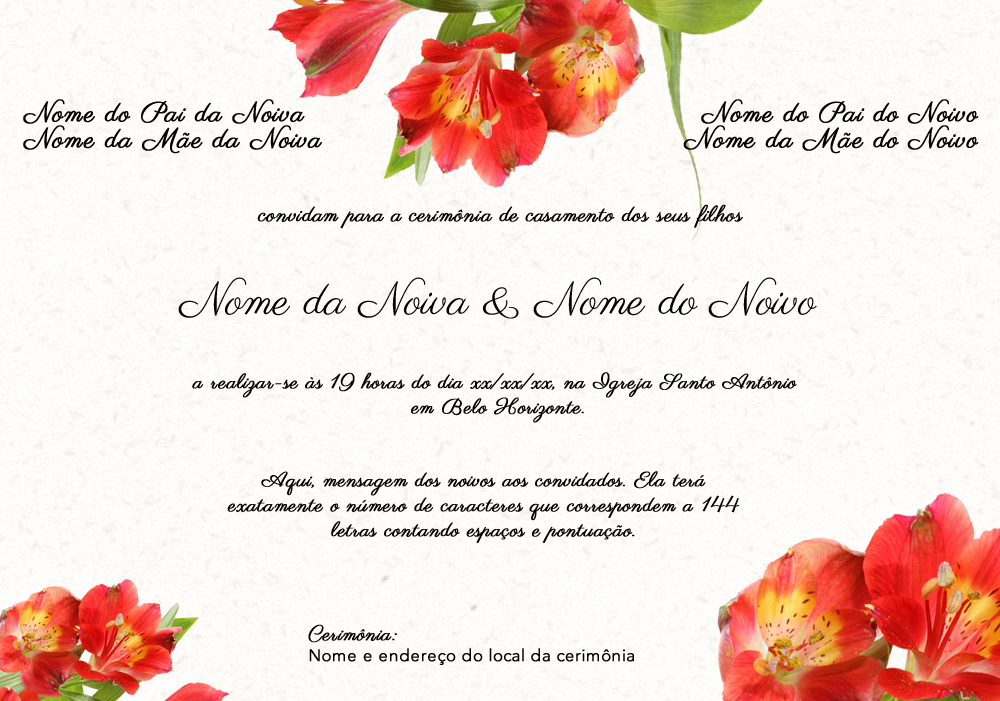 Nome do Pai da Noiva
Nome da Mãe da Noiva
Nome do Pai do Noivo
Nome da Mãe do Noivo
convidam para a cerimônia de casamento dos seus filhos
Nome da Noiva & Nome do Noivo
a realizar-se às 19 horas do dia xx/xx/xx, na Igreja Santo Antônio
em Belo Horizonte.
Aqui, mensagem dos noivos aos convidados. Ela terá
exatamente o número de caracteres que correspondem a 144
letras contando espaços e pontuação.
Cerimônia:
Nome e endereço do local da cerimônia